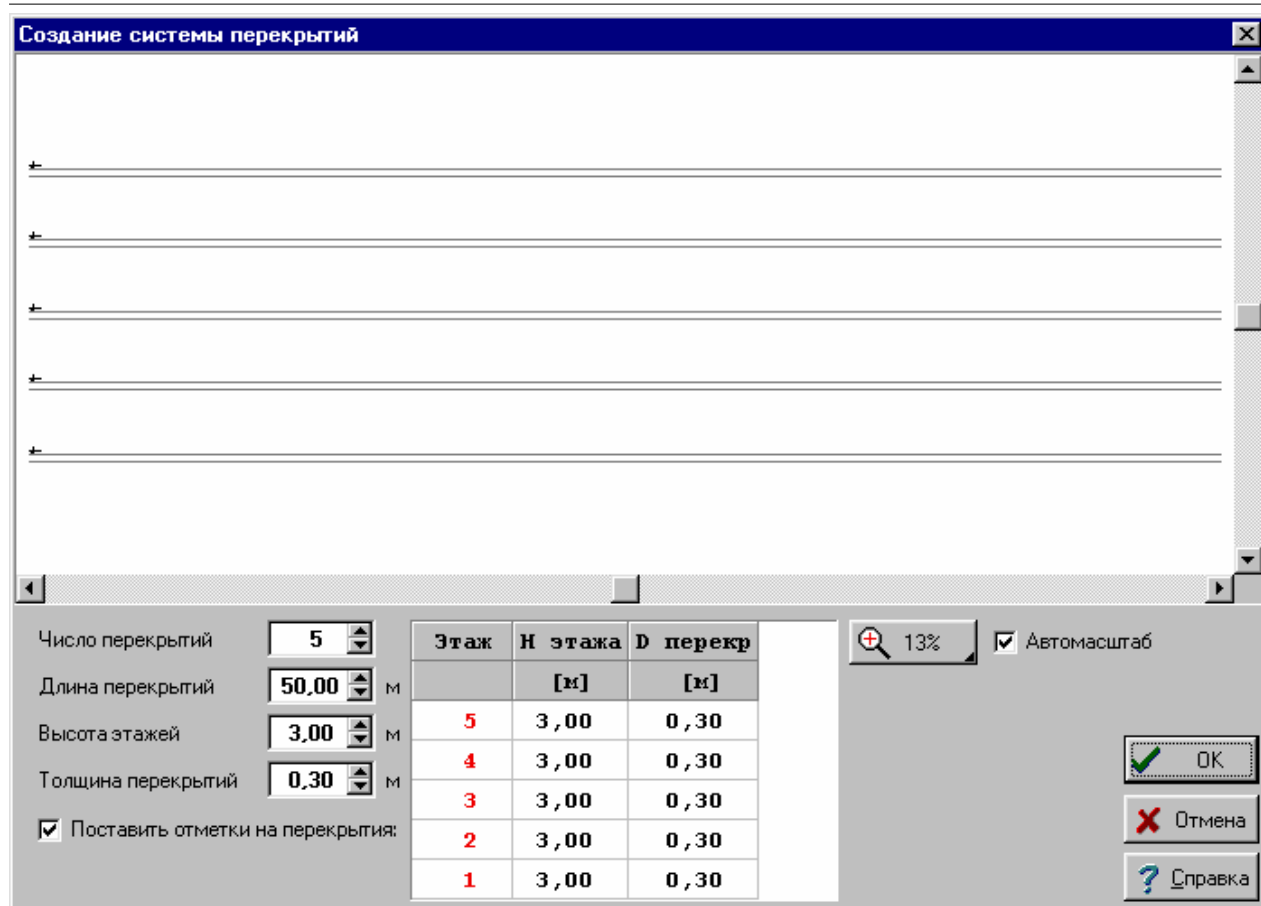 Создание системы перекрытий
Число перекрытий 5
Длина перекрытий 50,00 м
Высота этажей 3,00 м
Толщина перекрытий 0,30 м
Поставить отметки на перекрытия:
Этаж H этажа D перекр
[м] [м]
5 3,00 0,30
4 3,00 0,30
3 3,00 0,30
2 3,00 0,30
1 3,00 0,30
13% Автомасштаб
OK
Отмена
Справка